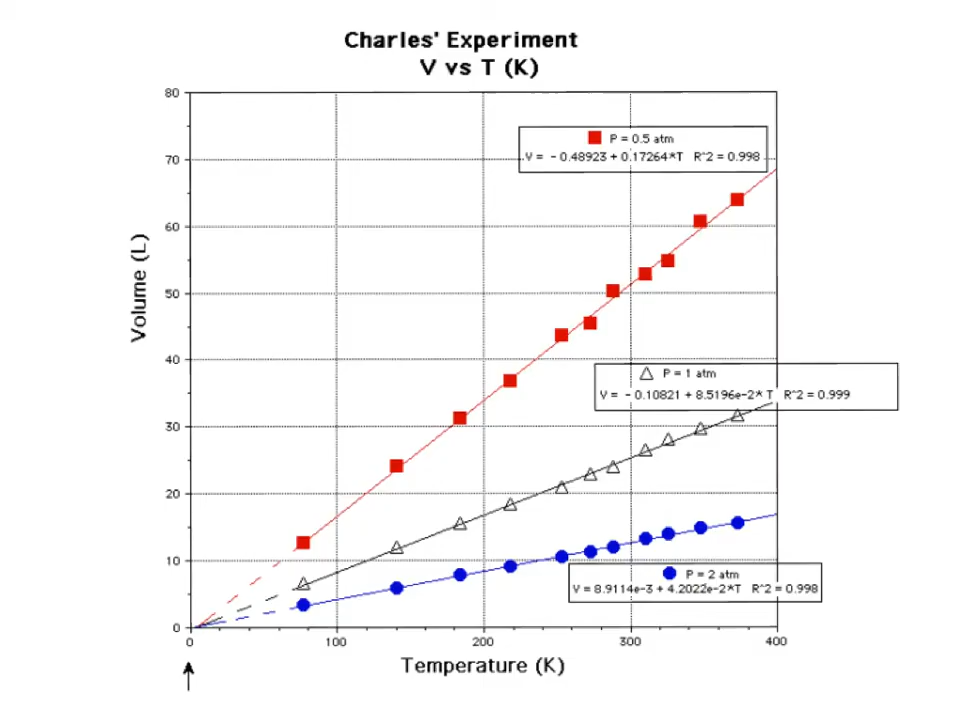 Charles' Experiment
V vs T (K)
80
P = 0.5 atm
V = - 0.48923 + 0.17264*T R^2 = 0.998
70
60
Volume (L)
50
40
P = 1 atm
V = - 0.10821 + 8.5196e-2* T R^2 = 0.999
30
20
10
P = 2 atm
V = 8.9114e-3 + 4.2022e-2*T R^2 = 0.998
0
0 100 200 300 400
Temperature (K)